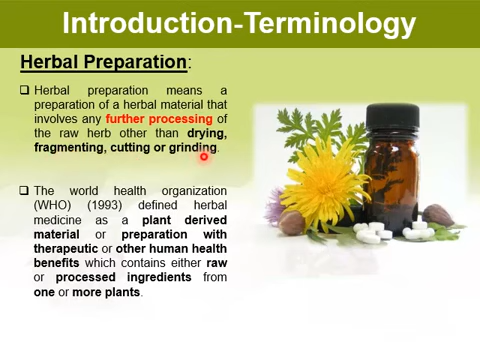 Introduction-Terminology
Herbal Preparation:
Herbal preparation means a
preparation of a herbal material that
involves any further processing of
the raw herb other than drying,
fragmenting, cutting or grinding.
The world health organization
(WHO) (1993) defined herbal
medicine as a plant derived
material or preparation with
therapeutic or other human health
benefits which contains either raw
or processed ingredients from
one or more plants.